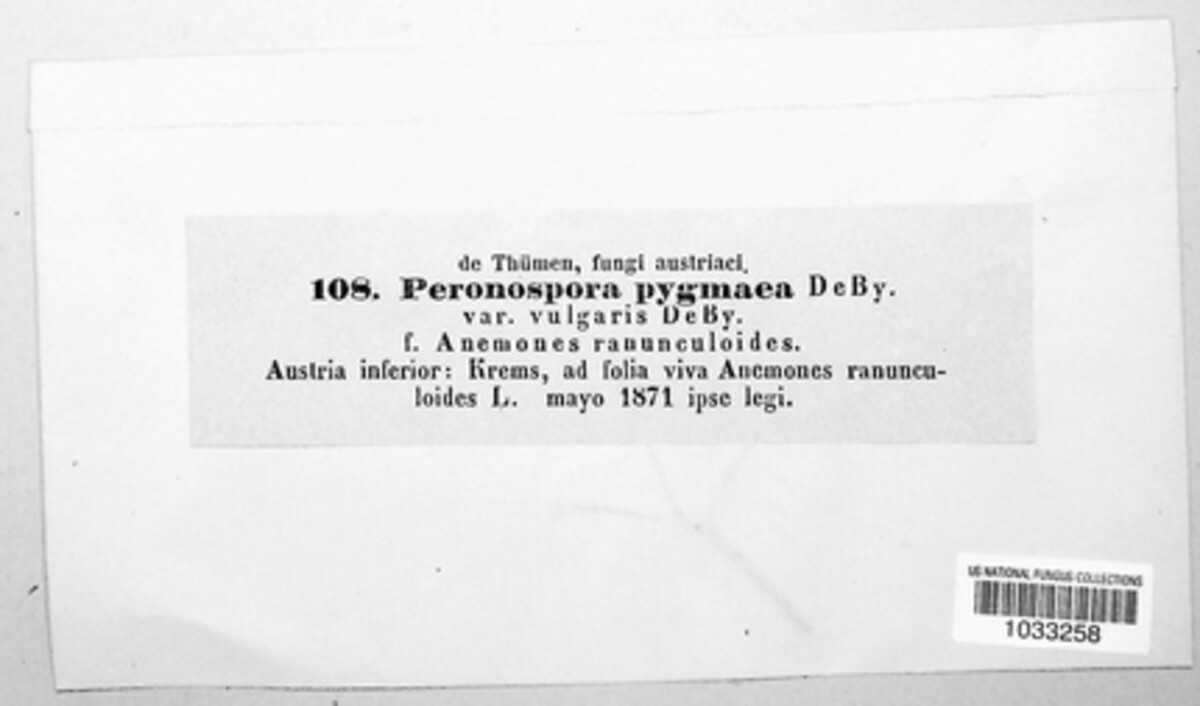 de Thümen, fungi austriaci.
108. Peronospora pygmaea DeBy.
var. vulgaris DeBy.
f. Anemones ranunculoides.
Austria inferior: Krems, ad folia viva Anemones ranuncu-
loides L. mayo 1871 ipse legi.
US NATIONAL FUNGUS COLLECTIONS
1033258